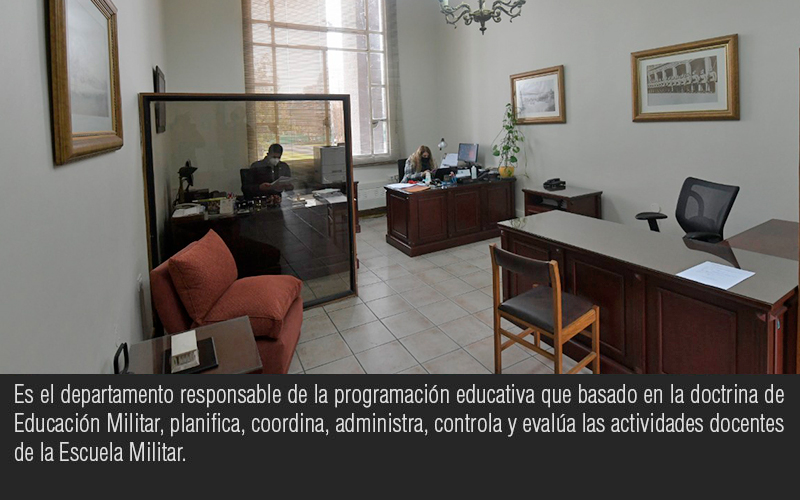 Es el departamento responsable de la programación educativa que basado en la doctrina de
Educación Militar, planifica, coordina, administra, controla y evalúa las actividades docentes
de la Escuela Militar.